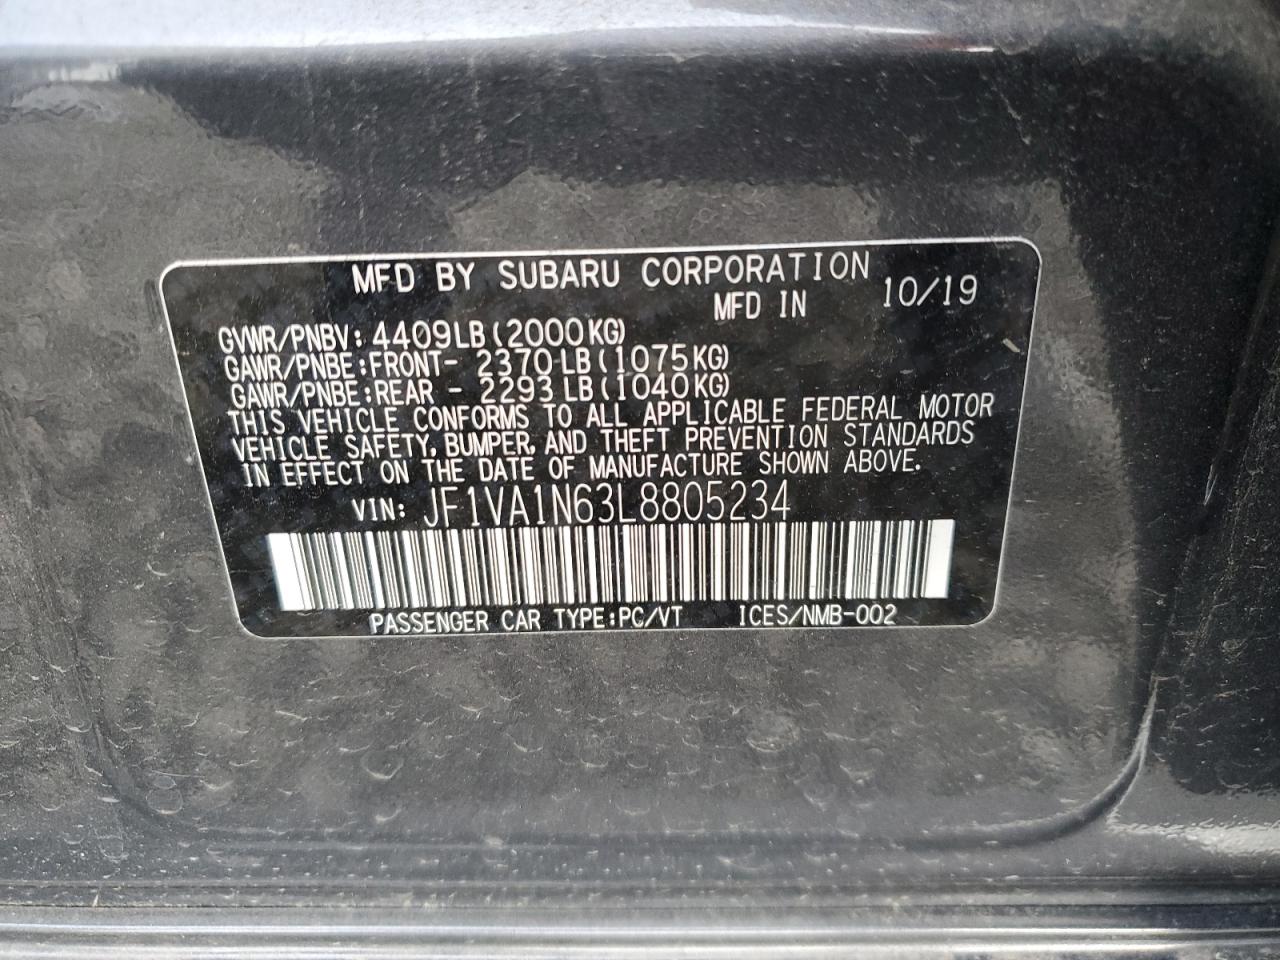 MFD BY SUBARU CORPORATION
MFD IN 10/19
GVWR/PNBV: 4409LB(2000KG)
GAWR/PNBE:FRONT- 2370 LB(1075KG)
GAWR/PNBE:REAR - 2293 LB(1040KG)
THIS VEHICLE CONFORMS TO ALL APPLICABLE FEDERAL MOTOR
VEHICLE SAFETY, BUMPER, AND THEFT PREVENTION STANDARDS
IN EFFECT ON THE DATE OF MANUFACTURE SHOWN ABOVE.
VIN: JF1VA1N63L8805234
PASSENGER CAR TYPE:PC/VT ICES/NMB-002